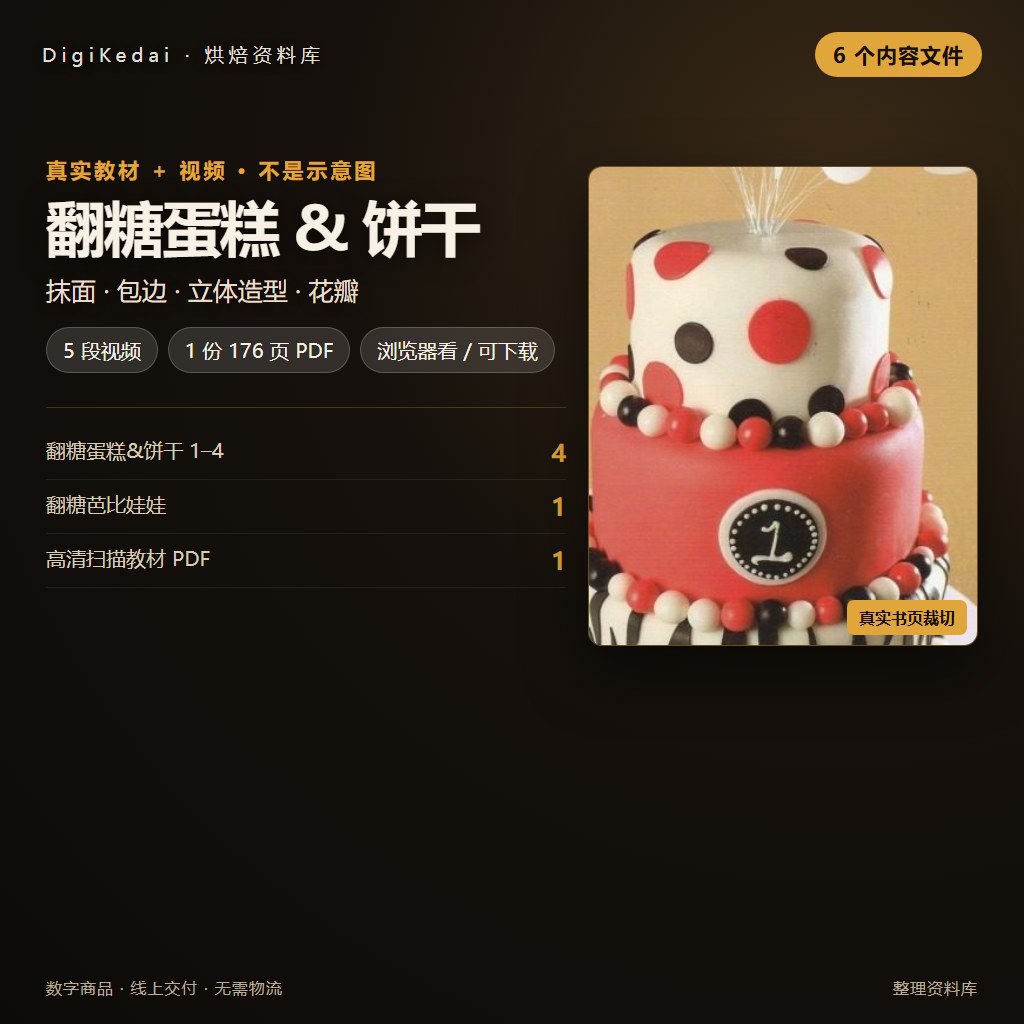 DigiKedai · 烘焙资料库
6 个内容文件
真实教材 + 视频 · 不是示意图
翻糖蛋糕 & 饼干
抹面 · 包边 · 立体造型 · 花瓣
5 段视频
1 份 176 页 PDF
浏览器看 / 可下载
翻糖蛋糕&饼干 1–4
4
翻糖芭比娃娃
1
高清扫描教材 PDF
1
1
真实书页裁切
数字商品 · 线上交付 · 无需物流
整理资料库